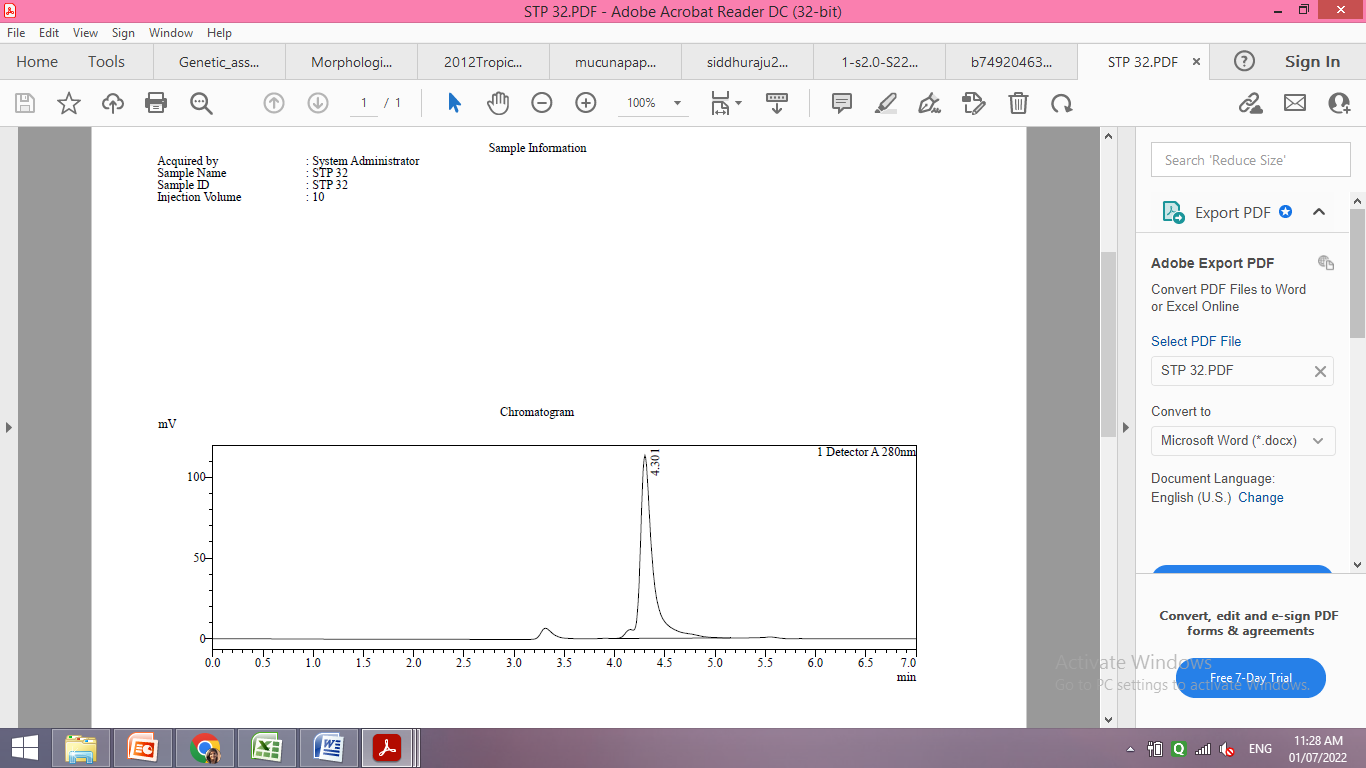 STP 32.PDF - Adobe Acrobat Reader DC (32-bit)
File Edit View Sign Window Help
Home Tools Genetic_ass... Morphologi... 2012Tropic... mucunapap... siddhuraju2... 1-s2.0-S22... b74920463... STP 32.PDF × ? Sign In
1 / 1 100%
Sample Information
Acquired by : System Administrator
Sample Name : STP 32
Sample ID : STP 32
Injection Volume : 10
Chromatogram
mV
1 Detector A 280nm
4.301
100
50
0
0.0 0.5 1.0 1.5 2.0 2.5 3.0 3.5 4.0 4.5 5.0 5.5 6.0 6.5 7.0
min
Search 'Reduce Size'
Export PDF
Adobe Export PDF
Convert PDF Files to Word
or Excel Online
Select PDF File
STP 32.PDF
Convert to
Microsoft Word (*.docx)
Document Language:
English (U.S.) Change
Convert, edit and e-sign PDF
forms & agreements
Free 7-Day Trial
Activate Windows
Go to PC settings to activate Windows.
ENG
11:28 AM
01/07/2022